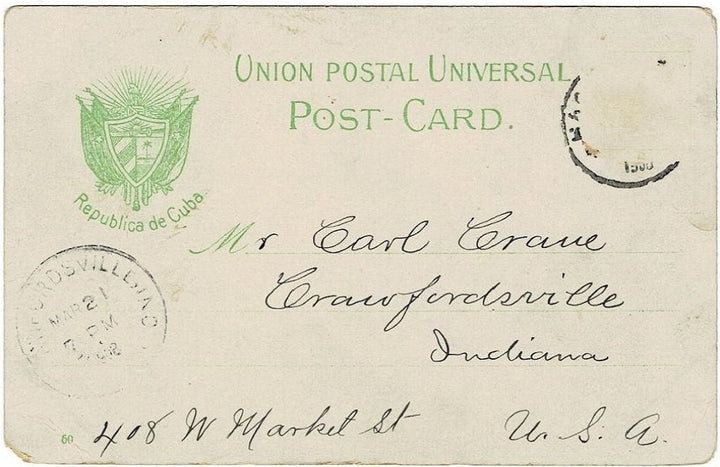 UNION POSTAL UNIVERSAL
POST-CARD.
Republica de Cuba
Mr Carl Crane
Crawfordsville
Indiana
MAR 21
PM
60
408 W Market St U. S. A.